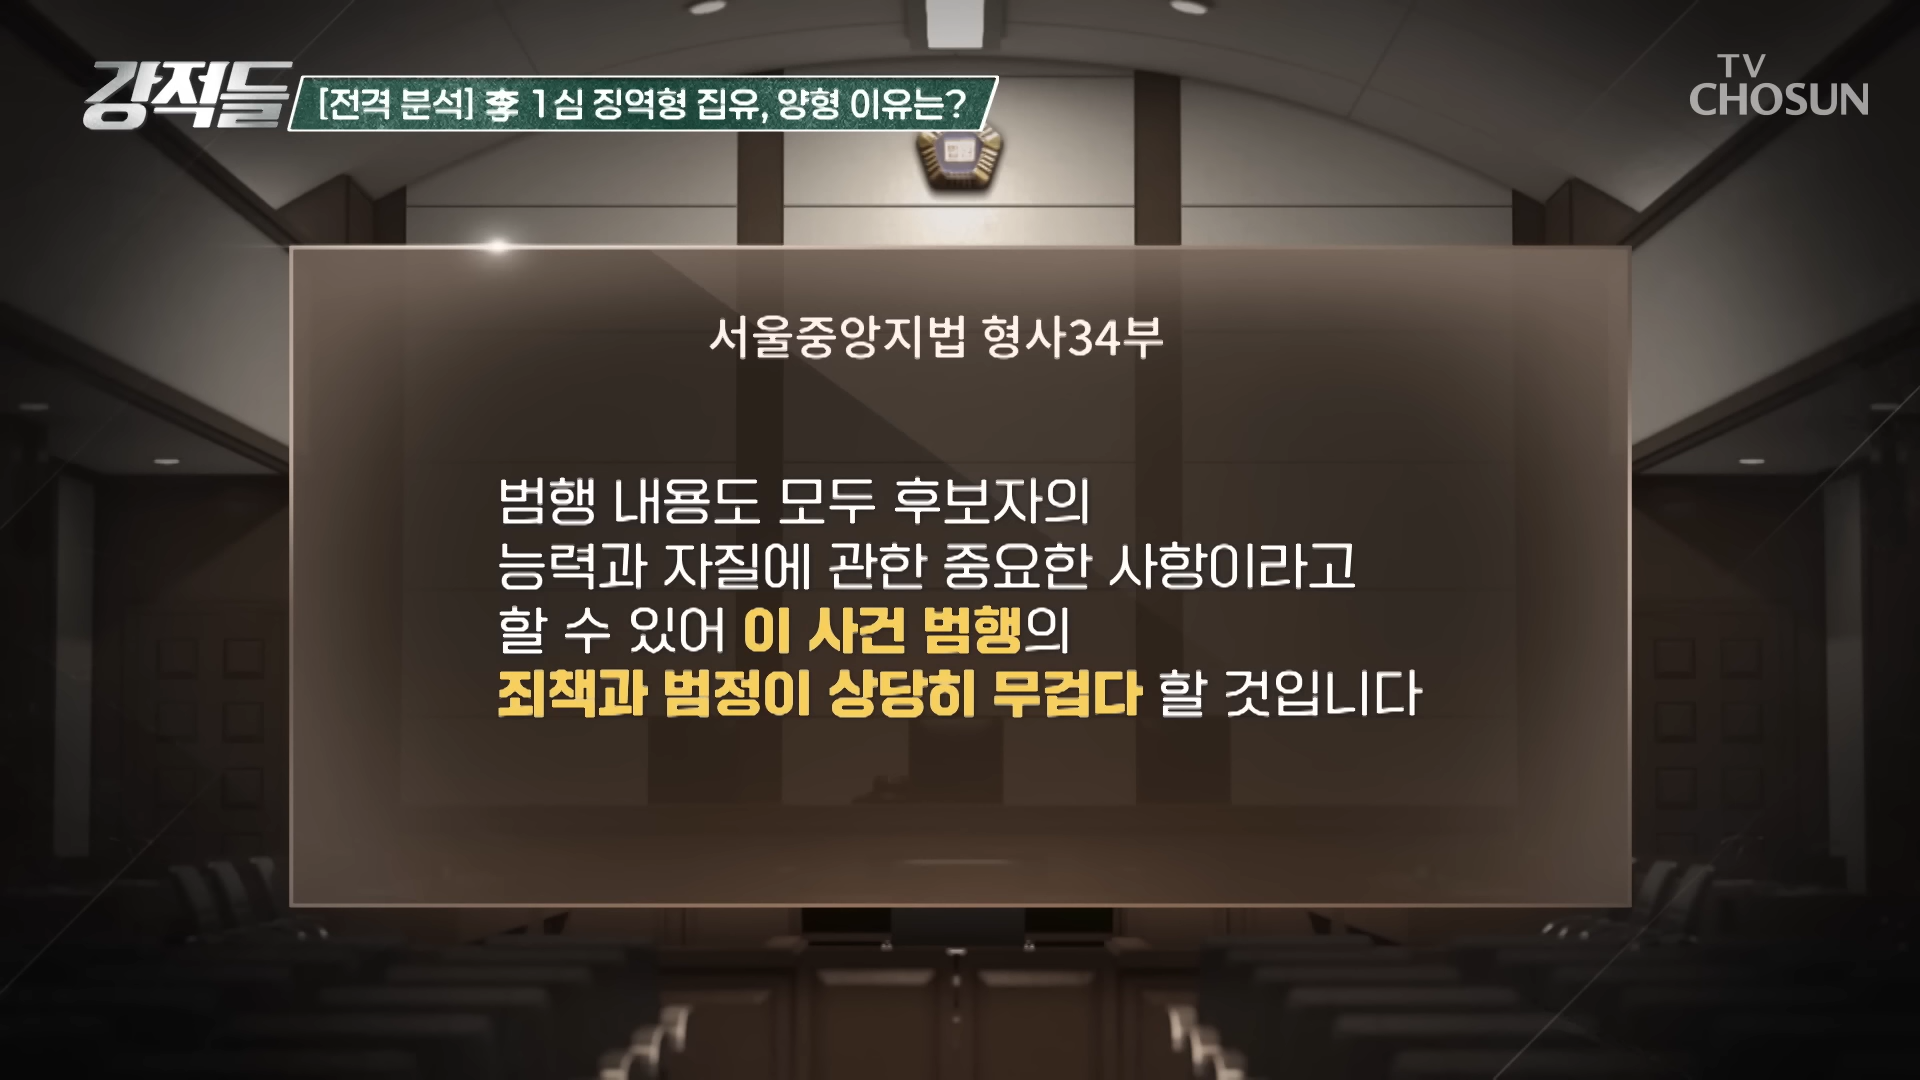 강적들
[전격 분석] 李 1심 징역형 집유, 양형 이유는?
TV
CHOSUN
서울중앙지법 형사34부
범행 내용도 모두 후보자의
능력과 자질에 관한 중요한 사항이라고
할 수 있어 이 사건 범행의
죄책과 범정이 상당히 무겁다 할 것입니다